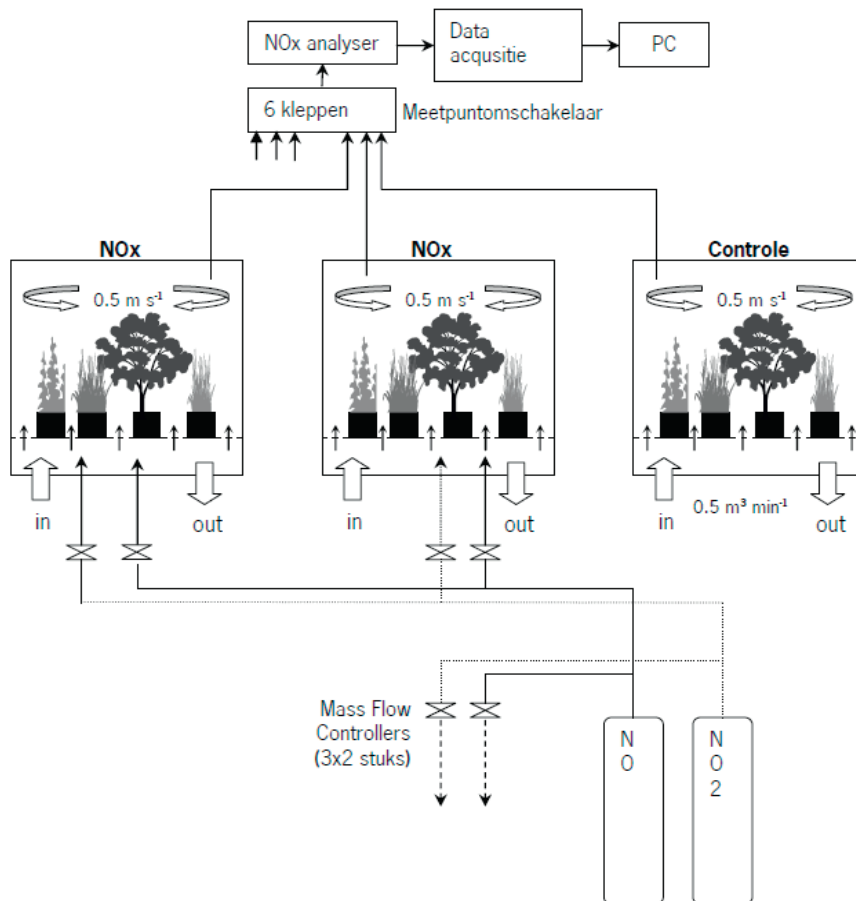 NOx analyser
Data
acqusitie
PC
6 kleppen
Meetpuntomschakelaar
NOx
NOx
Controle
0.5 m s⁻¹
0.5 m s⁻¹
0.5 m s⁻¹
in
out
in
out
in
0.5 m³ min⁻¹
out
Mass Flow
Controllers
(3x2 stuks)
N
O
N
O
2